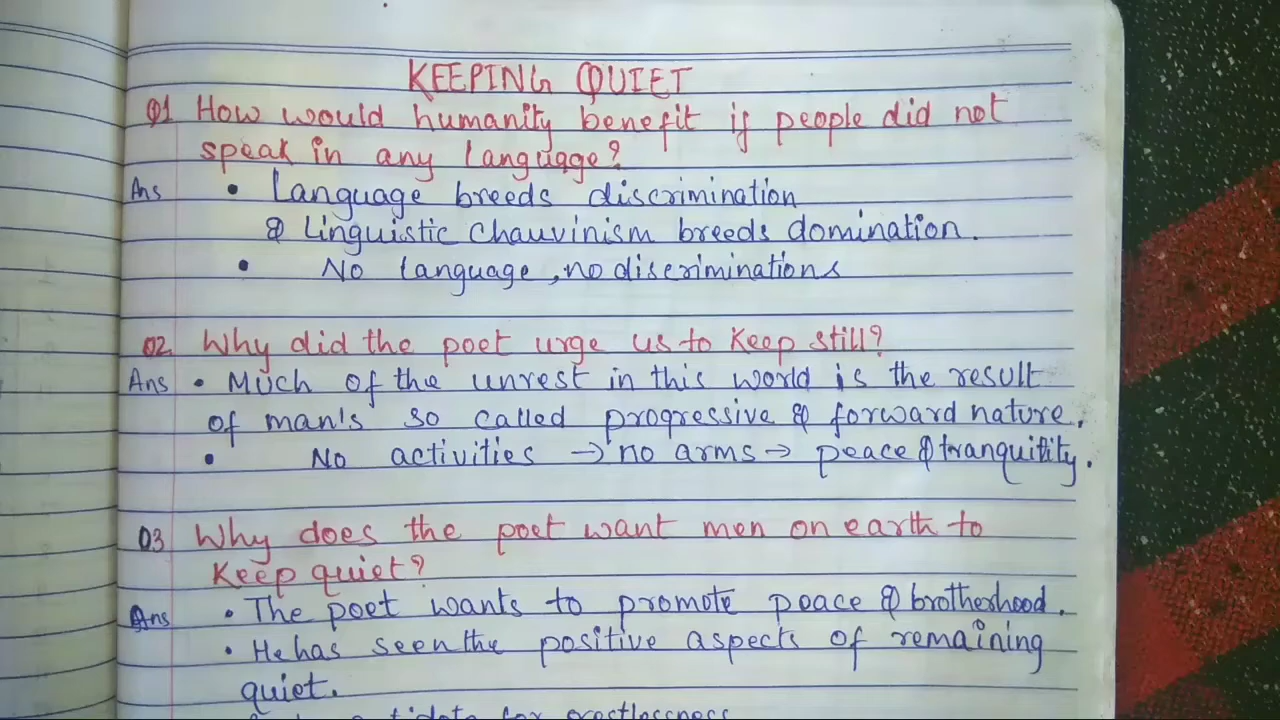 KEEPING QUIET
Q1 How would humanity benefit if people did not
speak in any language?
Ans • Language breeds discrimination
& linguistic chauvinism breeds domination.
• No language, no discriminations
Q2. Why did the poet urge us to keep still?
Ans • Much of the unrest in this world is the result
of man's so called progressive & forward nature.
• No activities → no arms → peace & tranquitity.
Q3 Why does the poet want men on earth to
keep quiet?
Ans • The poet wants to promote peace & brotherhood.
• He has seen the positive aspects of remaining
quiet.
for